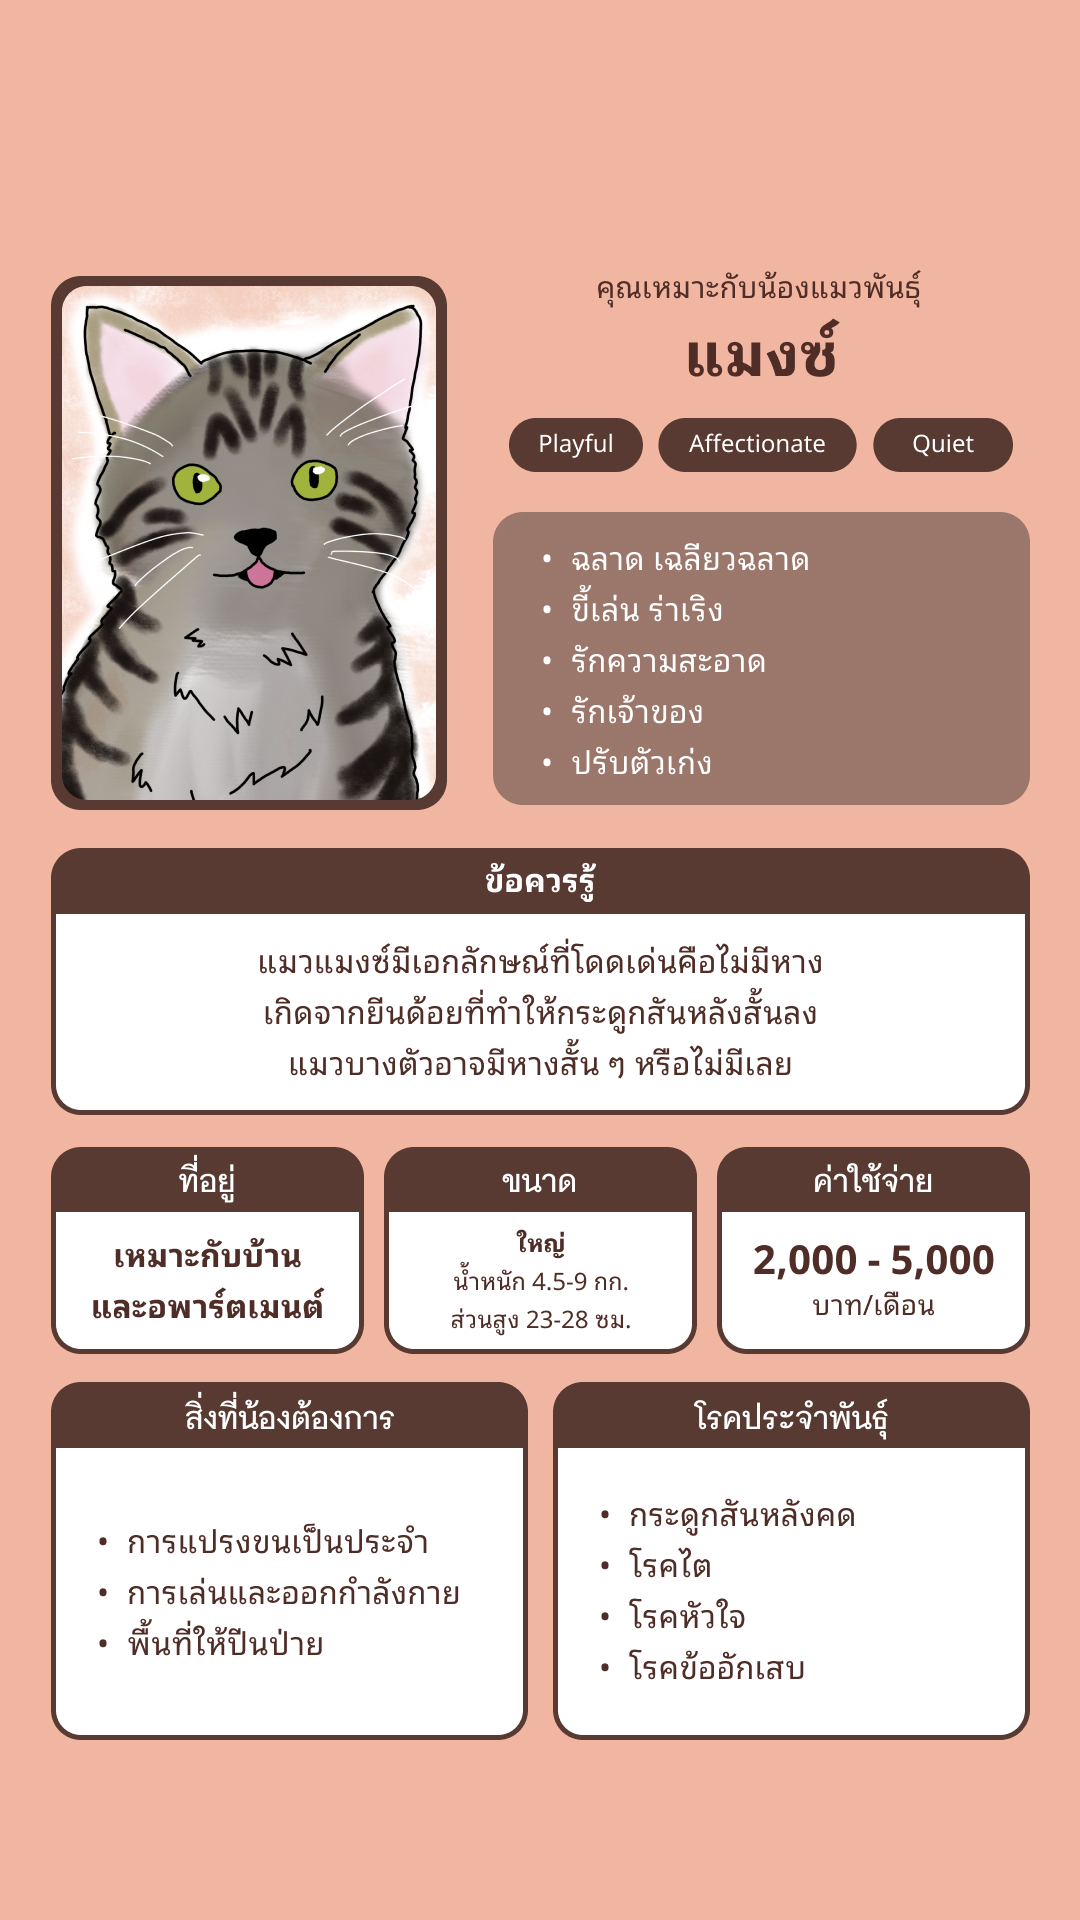 คุณเหมาะกับน้องแมวพันธุ์
แมงซ์
Playful
Affectionate
Quiet
• ฉลาด เฉลียวฉลาด
• ขี้เล่น ร่าเริง
• รักความสะอาด
• รักเจ้าของ
• ปรับตัวเก่ง
ข้อควรรู้
แมวแมงซ์มีเอกลักษณ์ที่โดดเด่นคือไม่มีหาง
เกิดจากยีนด้อยที่ทำให้กระดูกสันหลังสั้นลง
แมวบางตัวอาจมีหางสั้น ๆ หรือไม่มีเลย
ที่อยู่
เหมาะกับบ้าน
และอพาร์ตเมนต์
ขนาด
ใหญ่
น้ำหนัก 4.5-9 กก.
ส่วนสูง 23-28 ซม.
ค่าใช้จ่าย
2,000 - 5,000
บาท/เดือน
สิ่งที่น้องต้องการ
• การแปรงขนเป็นประจำ
• การเล่นและออกกำลังกาย
• พื้นที่ให้ปีนป่าย
โรคประจำพันธุ์
• กระดูกสันหลังคด
• โรคไต
• โรคหัวใจ
• โรคข้ออักเสบ